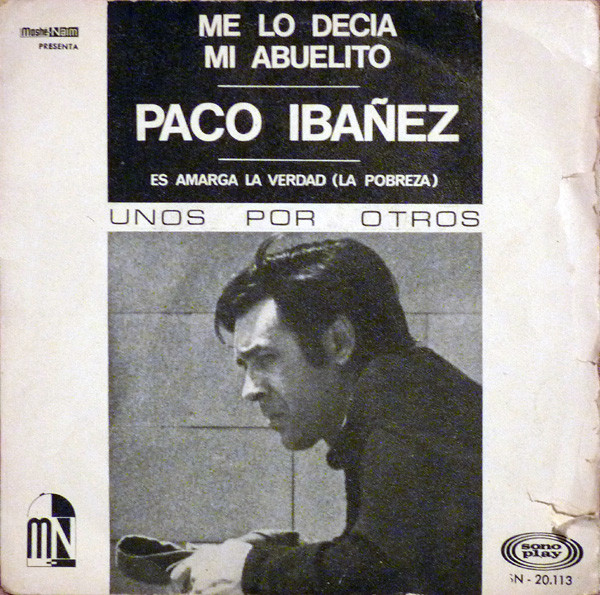 Moshé-Naïm
PRESENTA
ME LO DECIA
MI ABUELITO
PACO IBAÑEZ
ES AMARGA LA VERDAD (LA POBREZA)
UNOS POR OTROS
MN
sono
play
SN - 20.113